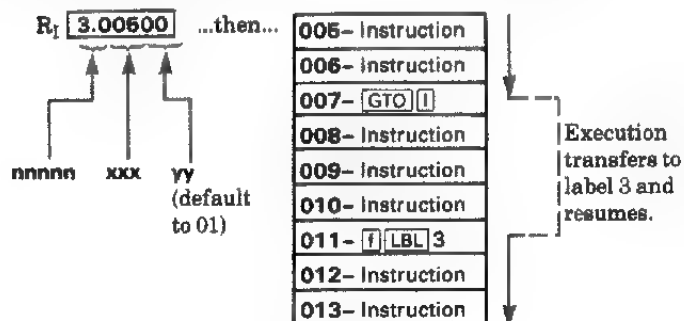 RI 3.00500 ...then...
nnnnn xxx yy
(default
to 01)
005– Instruction
006– Instruction
007– GTO I
008– Instruction
009– Instruction
010– Instruction
011– f LBL 3
012– Instruction
013– Instruction
Execution
transfers to
label 3 and
resumes.